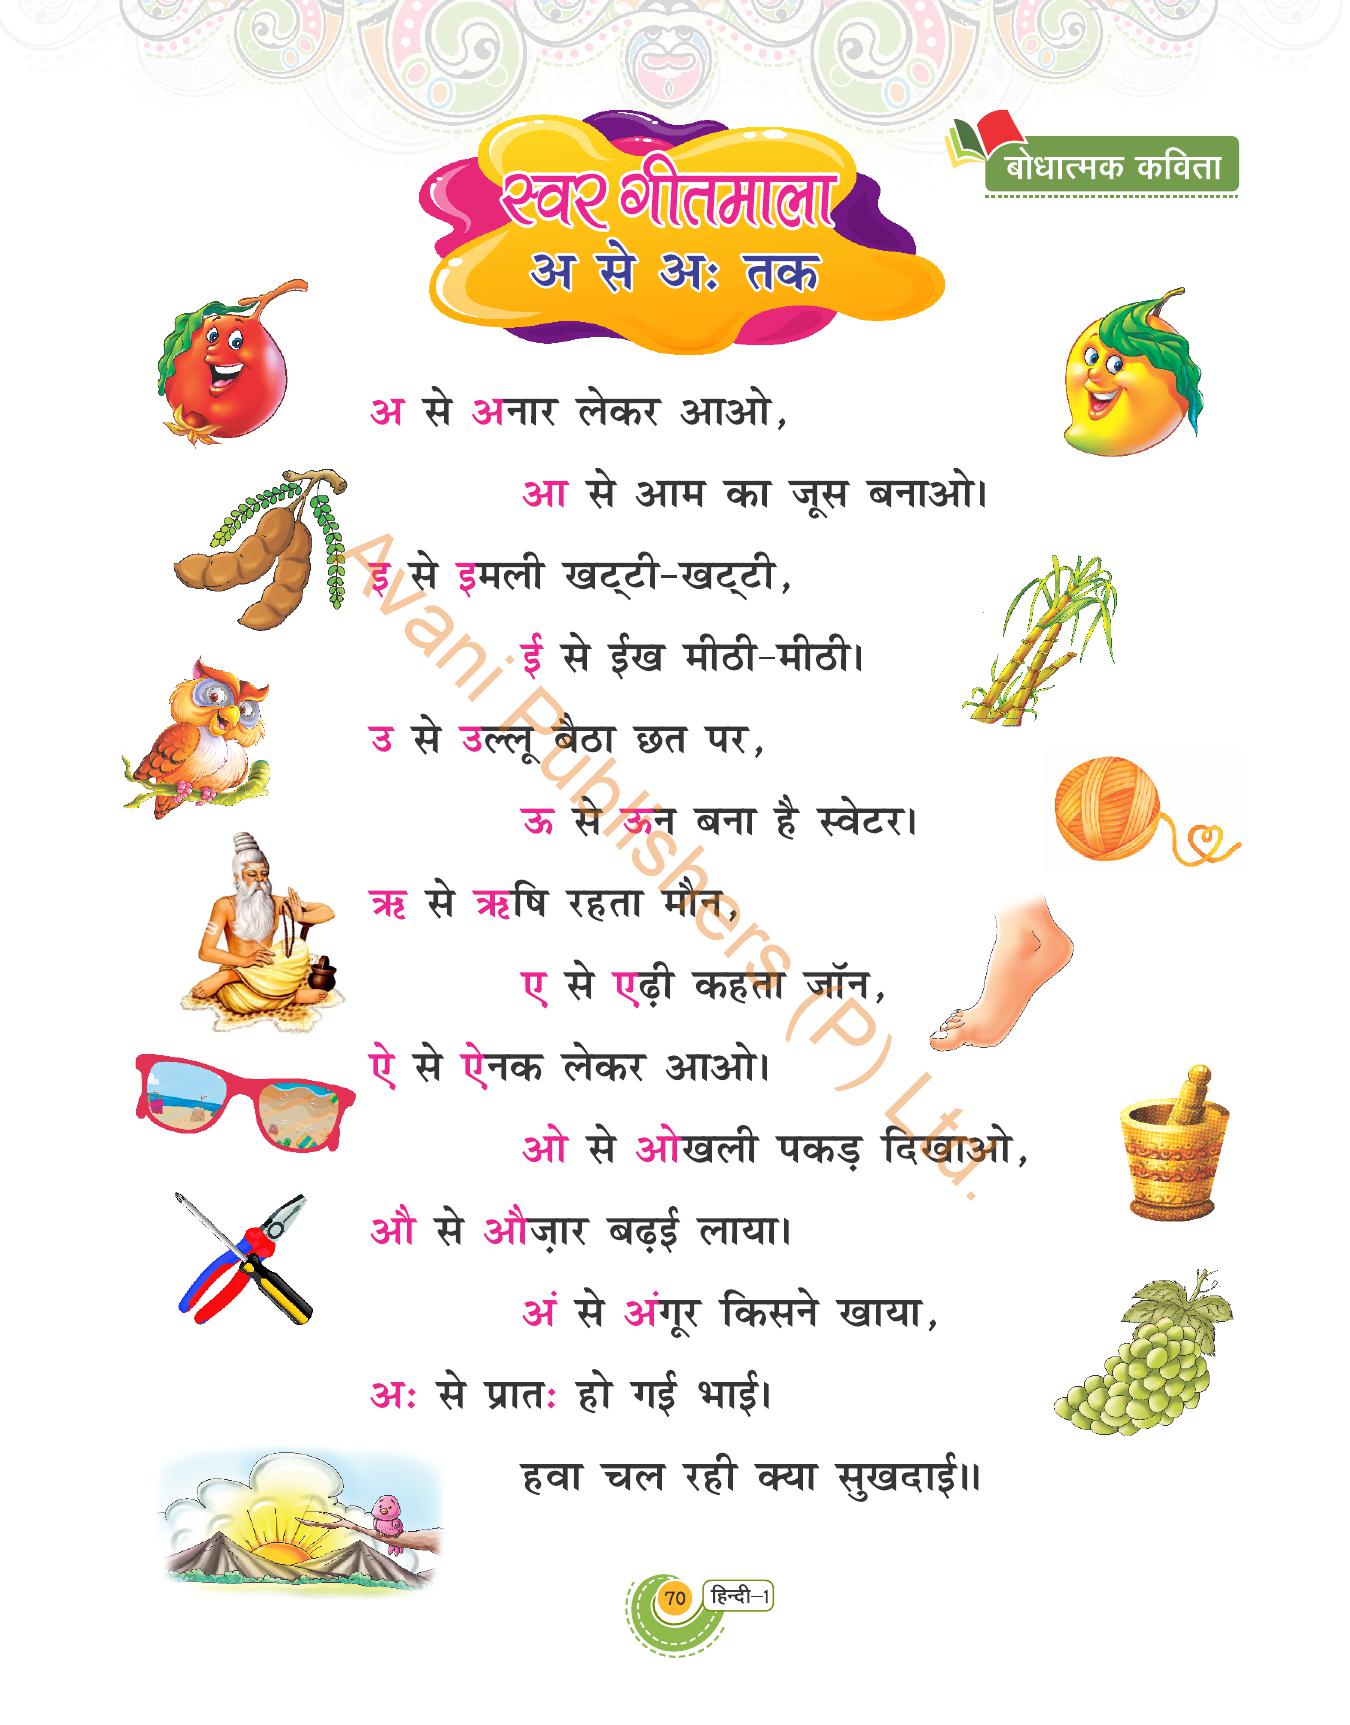 बोधात्मक कविता
स्वर गीतमाला
अ से अः तक
अ से अनार लेकर आओ,
आ से आम का जूस बनाओ।
इ से इमली खट्‌टी-खट्‌टी,
ई से ईख मीठी-मीठी।
उ से उल्लू बैठा छत पर,
ऊ से ऊन बना है स्वेटर।
ऋ से ऋषि रहता मौन,
ए से एढ़ी कहता जॉन,
ऐ से ऐनक लेकर आओ।
ओ से ओखली पकड़ दिखाओ,
औ से औज़ार बढ़ई लाया।
अं से अंगूर किसने खाया,
अः से प्रातः हो गई भाई।
हवा चल रही क्या सुखदाई॥
Avani Publishers (P) Ltd.
70 हिन्दी-1